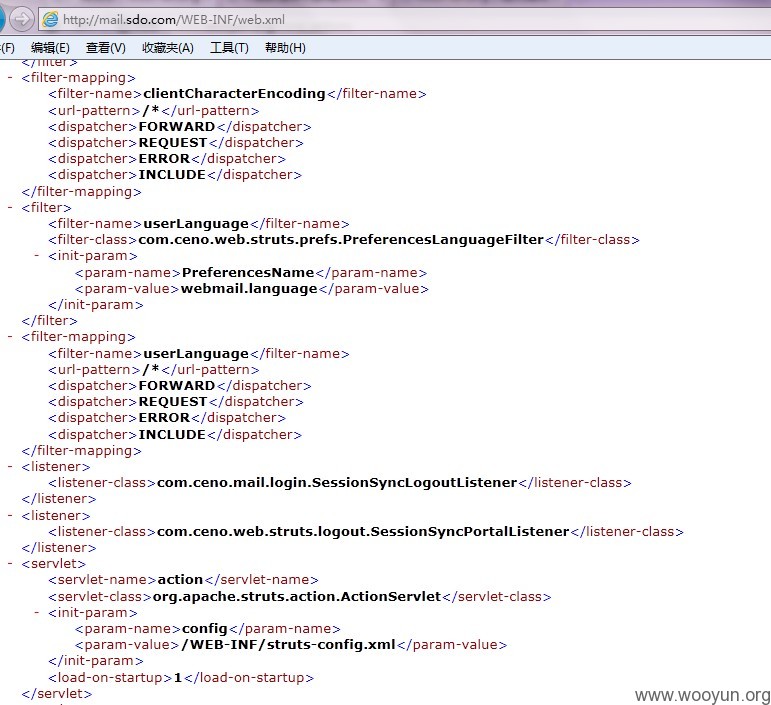 http://mail.sdo.com/WEB-INF/web.xml
(F) 编辑(E) 查看(V) 收藏夹(A) 工具(T) 帮助(H)
</filter>
- <filter-mapping>
<filter-name>clientCharacterEncoding</filter-name>
<url-pattern>/*</url-pattern>
<dispatcher>FORWARD</dispatcher>
<dispatcher>REQUEST</dispatcher>
<dispatcher>ERROR</dispatcher>
<dispatcher>INCLUDE</dispatcher>
</filter-mapping>
- <filter>
<filter-name>userLanguage</filter-name>
<filter-class>com.ceno.web.struts.prefs.PreferencesLanguageFilter</filter-class>
- <init-param>
<param-name>PreferencesName</param-name>
<param-value>webmail.language</param-value>
</init-param>
</filter>
- <filter-mapping>
<filter-name>userLanguage</filter-name>
<url-pattern>/*</url-pattern>
<dispatcher>FORWARD</dispatcher>
<dispatcher>REQUEST</dispatcher>
<dispatcher>ERROR</dispatcher>
<dispatcher>INCLUDE</dispatcher>
</filter-mapping>
- <listener>
<listener-class>com.ceno.mail.login.SessionSyncLogoutListener</listener-class>
</listener>
- <listener>
<listener-class>com.ceno.web.struts.logout.SessionSyncPortalListener</listener-class>
</listener>
- <servlet>
<servlet-name>action</servlet-name>
<servlet-class>org.apache.struts.action.ActionServlet</servlet-class>
- <init-param>
<param-name>config</param-name>
<param-value>/WEB-INF/struts-config.xml</param-value>
</init-param>
<load-on-startup>1</load-on-startup>
</servlet>
www.wooyun.org